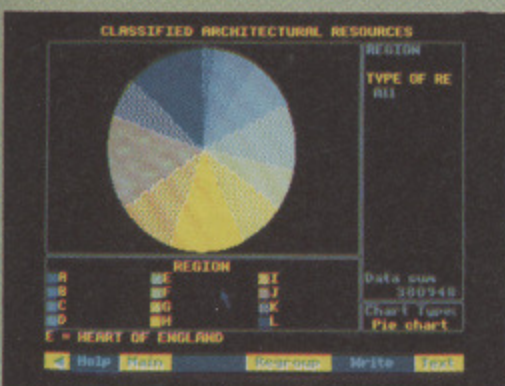 CLASSIFIED ARCHITECTURAL RESOURCES
REGION
TYPE OF RE
All
REGION
A E I
B F J
C G K
D H L
Data sum
380948
Chart Type:
Pie chart
E = HEART OF ENGLAND
Help Main Regroup Write Text